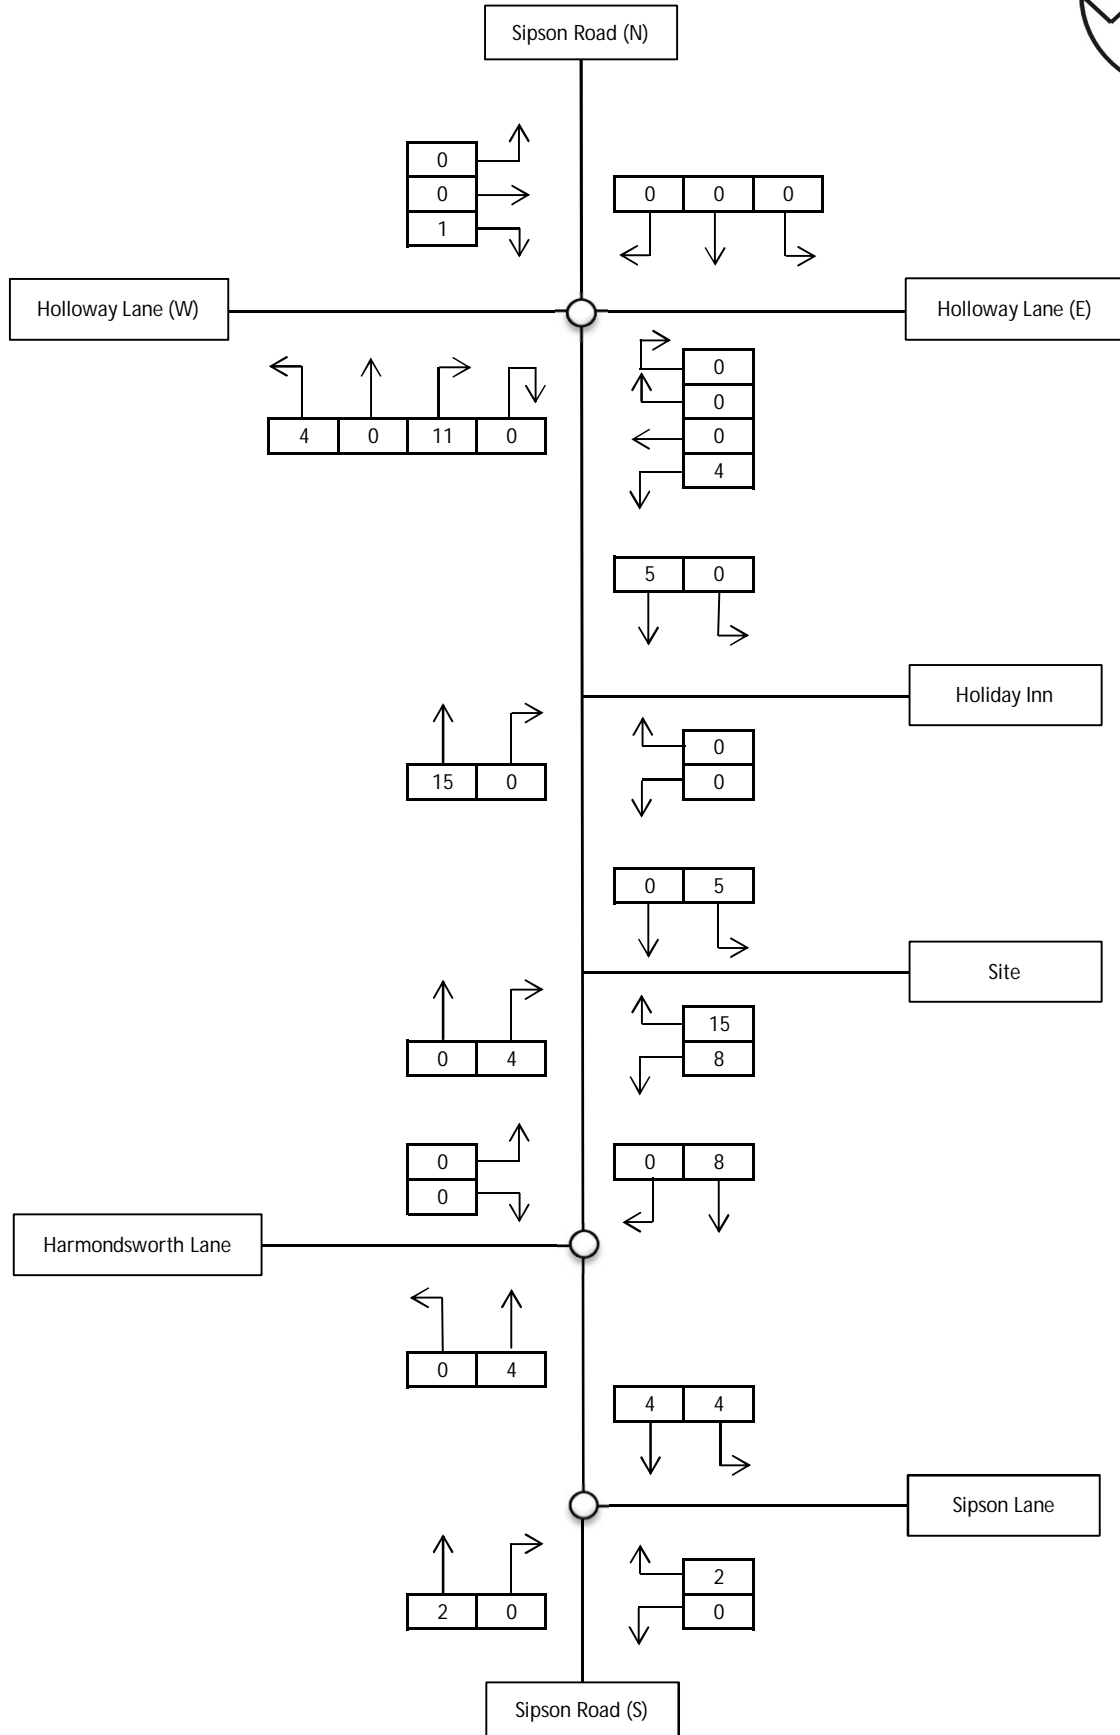 Sipson Road (N)
0
0
1
0 0 0
Holloway Lane (W)
Holloway Lane (E)
4 0 11 0
0
0
0
4
5 0
Holiday Inn
15 0
0
0
0 5
Site
0 4
15
8
0
0
0 8
Harmondsworth Lane
0 4
4 4
Sipson Lane
2 0
2
0
Sipson Road (S)